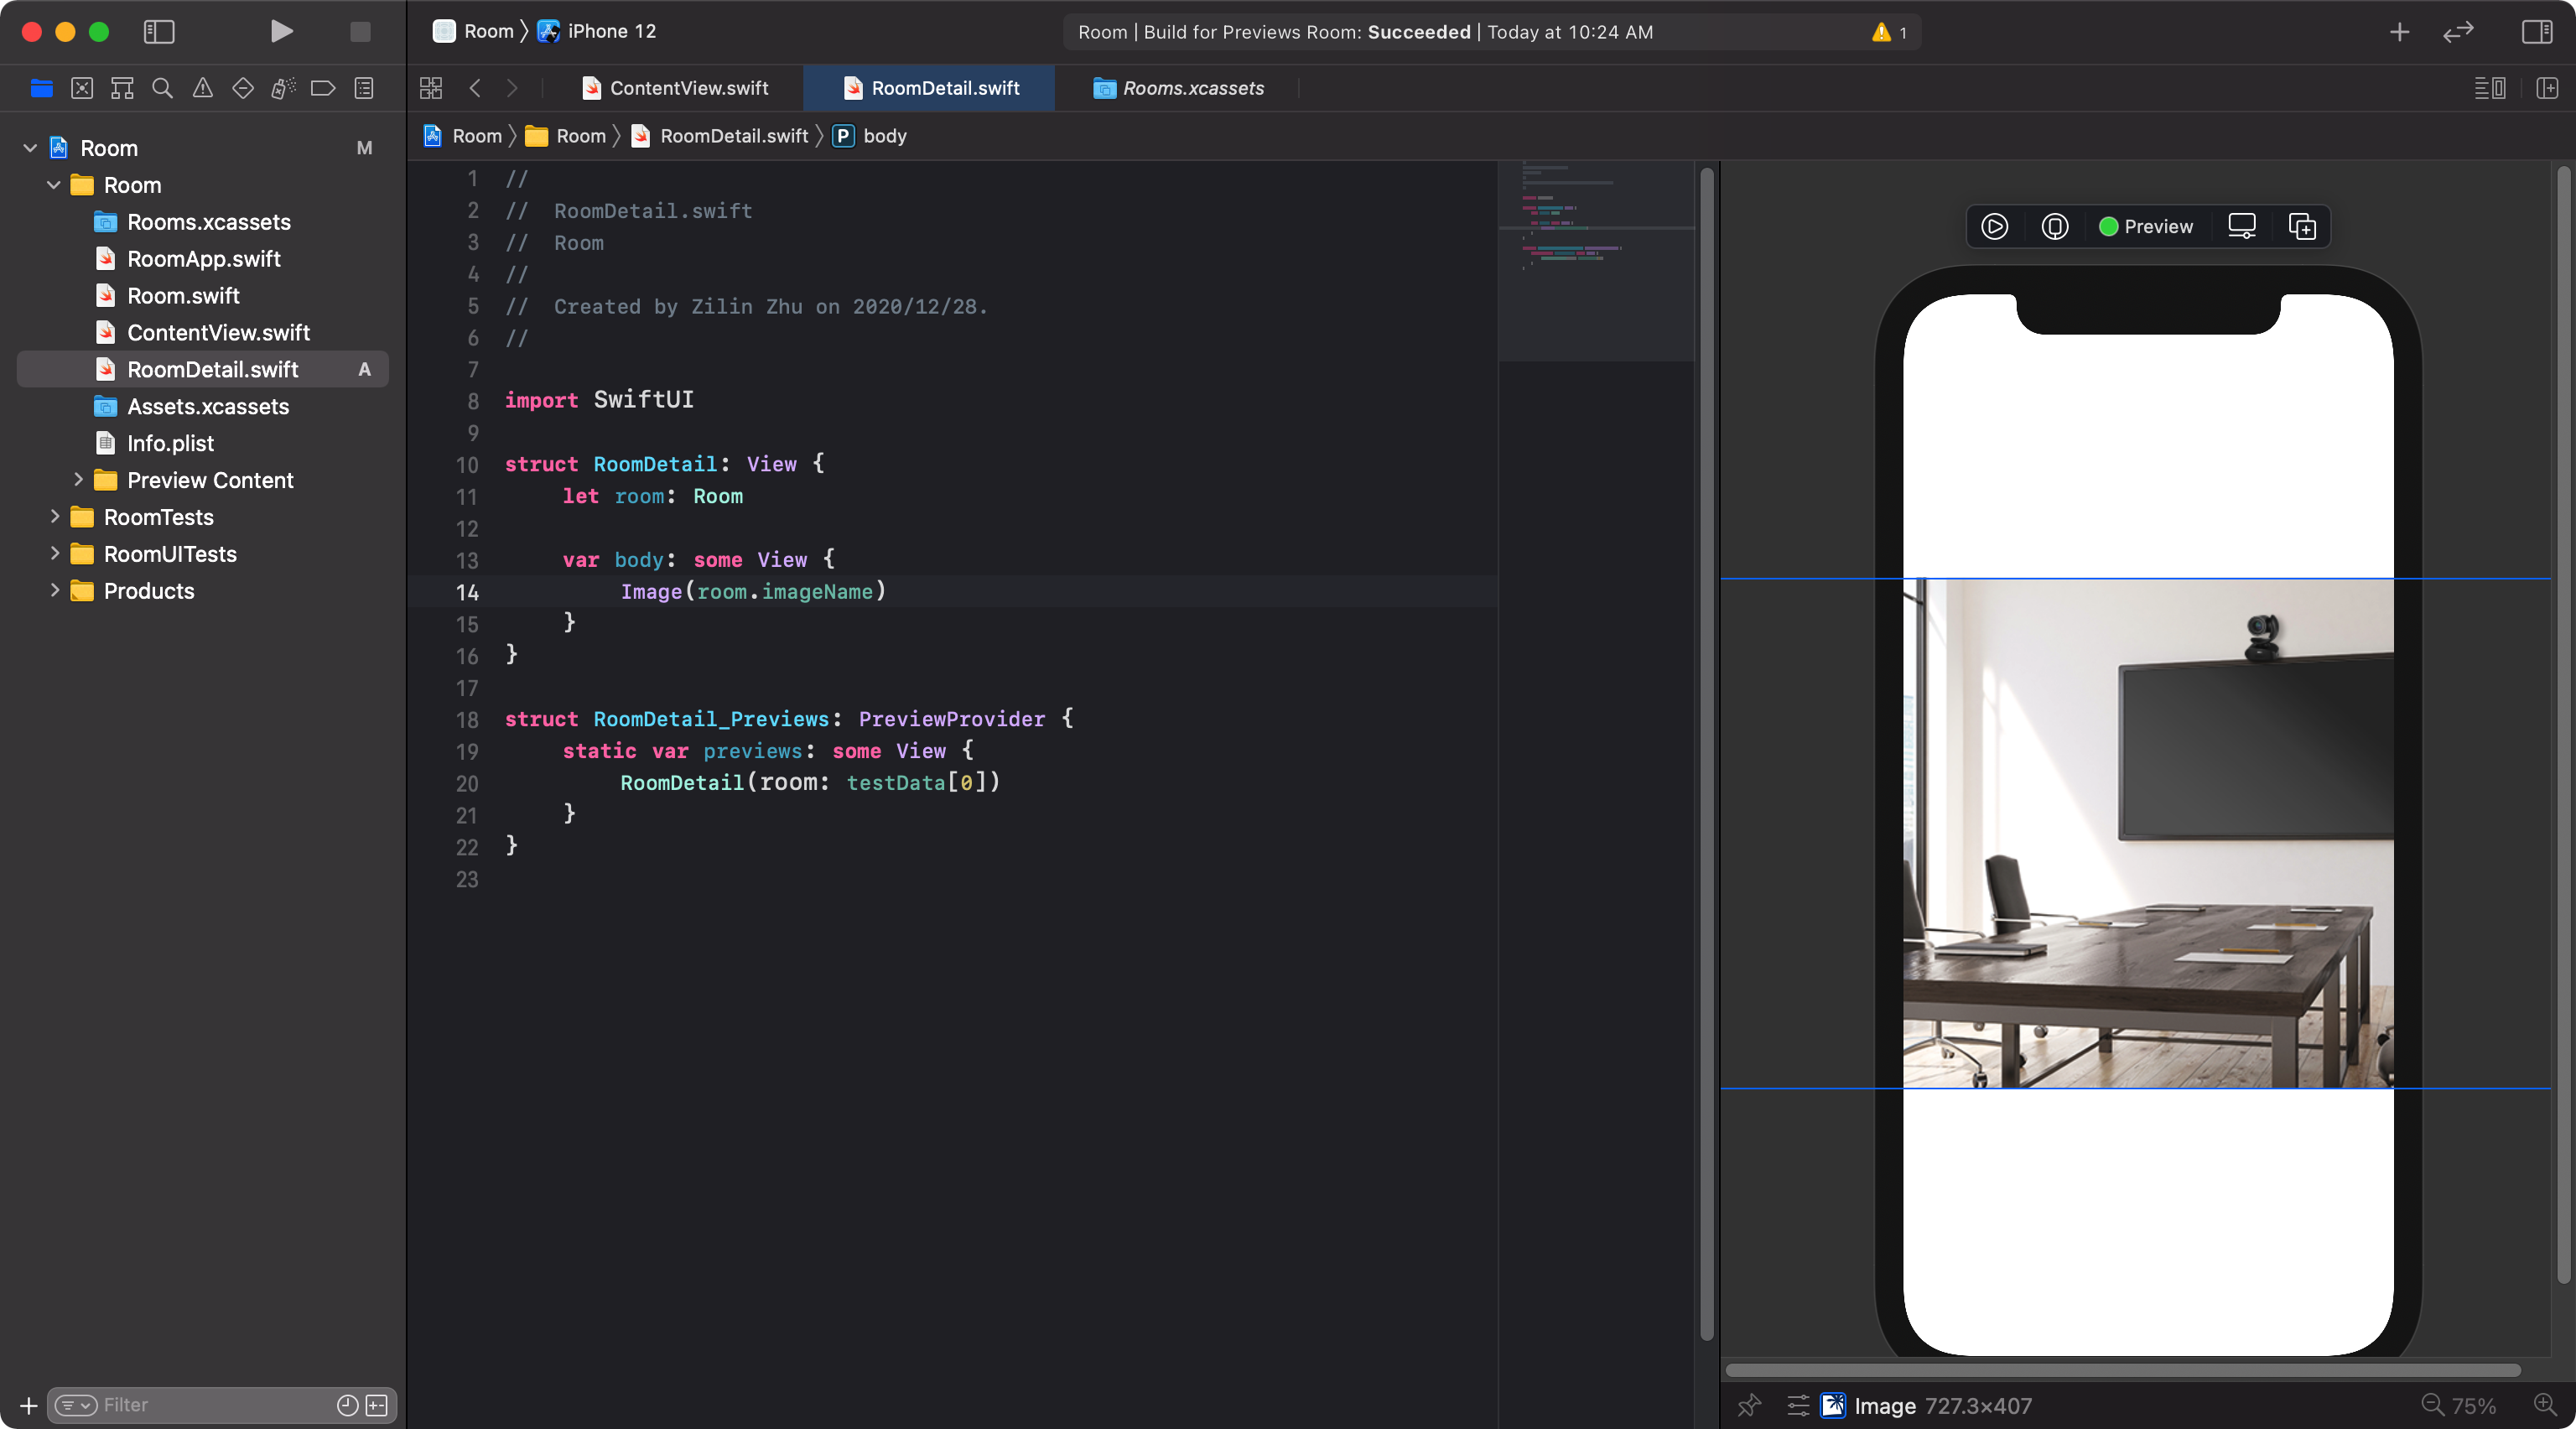 Room 〉 iPhone 12
Room | Build for Previews Room: Succeeded | Today at 10:24 AM
1
ContentView.swift
RoomDetail.swift
Rooms.xcassets
Room 〉 Room 〉 RoomDetail.swift 〉 P body
Room M
Room
Rooms.xcassets
RoomApp.swift
Room.swift
ContentView.swift
RoomDetail.swift A
Assets.xcassets
Info.plist
Preview Content
RoomTests
RoomUITests
Products
Filter
1 //
2 //  RoomDetail.swift
3 //  Room
4 //
5 //  Created by Zilin Zhu on 2020/12/28.
6 //
7
8 import SwiftUI
9
10 struct RoomDetail: View {
11     let room: Room
12
13     var body: some View {
14         Image(room.imageName)
15     }
16 }
17
18 struct RoomDetail_Previews: PreviewProvider {
19     static var previews: some View {
20         RoomDetail(room: testData[0])
21     }
22 }
23
Preview
Image 727.3×407
75%